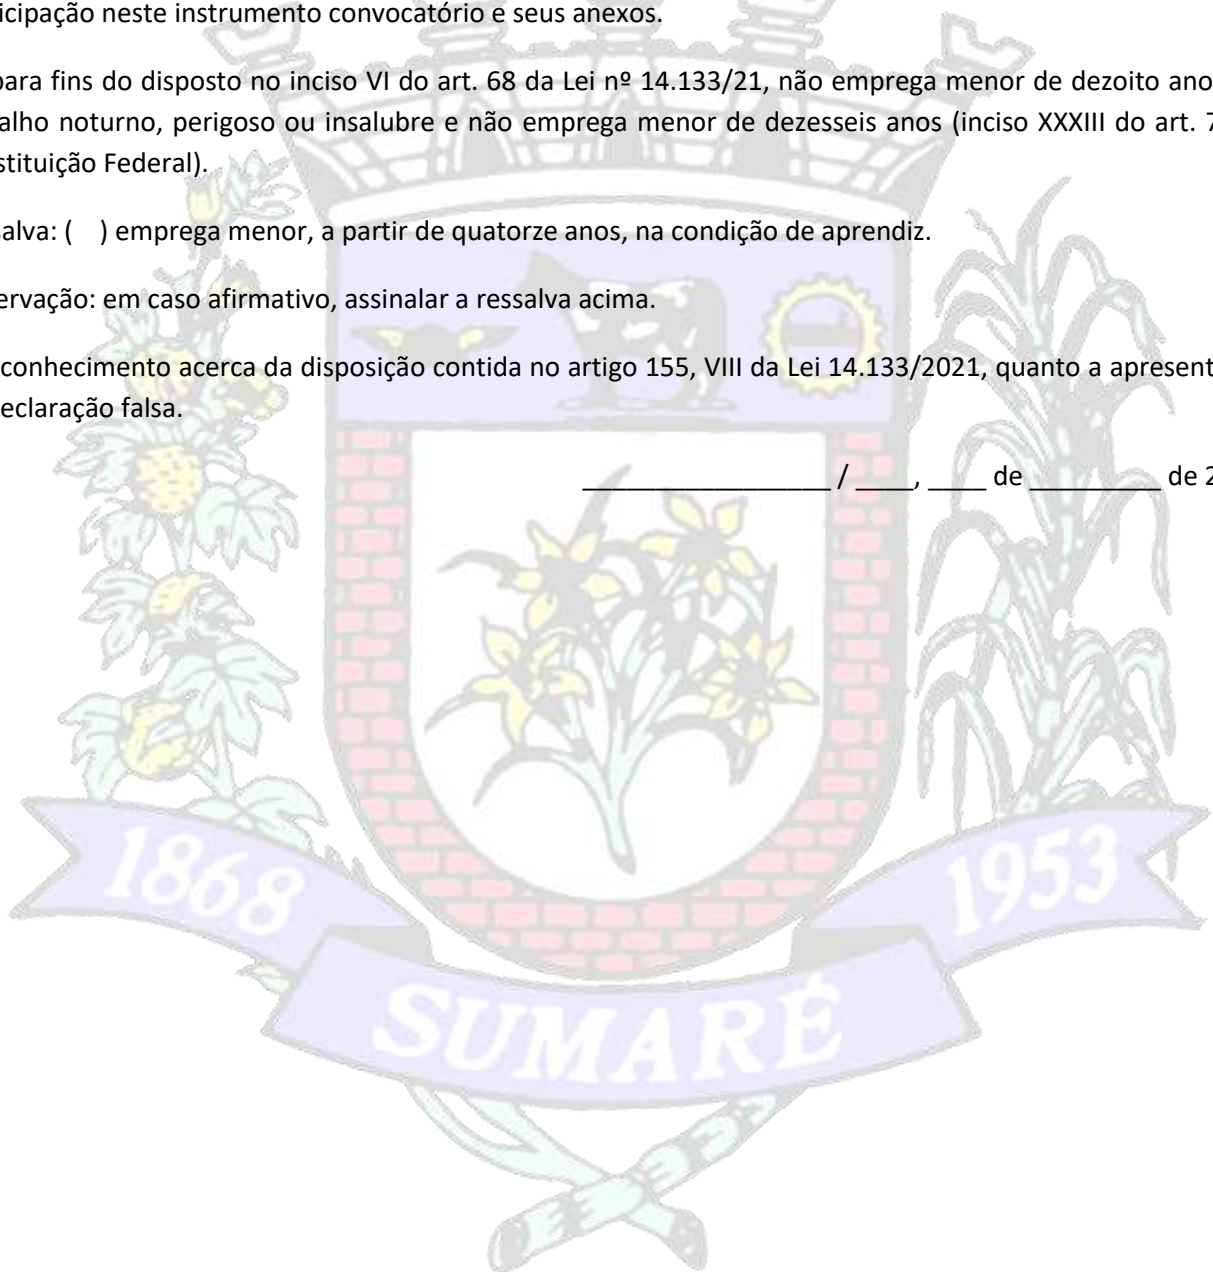 icipação neste instrumento convocatório e seus anexos.
para fins do disposto no inciso VI do art. 68 da Lei nº 14.133/21, não emprega menor de dezoito ano
alho noturno, perigoso ou insalubre e não emprega menor de dezesseis anos (inciso XXXIII do art. 7
stituição Federal).
salva: ( ) emprega menor, a partir de quatorze anos, na condição de aprendiz.
ervação: em caso afirmativo, assinalar a ressalva acima.
conhecimento acerca da disposição contida no artigo 155, VIII da Lei 14.133/2021, quanto a apresent
eclaração falsa.
_________________ / ____, ____ de _________ de 2
1868
1953
SUMARÉ